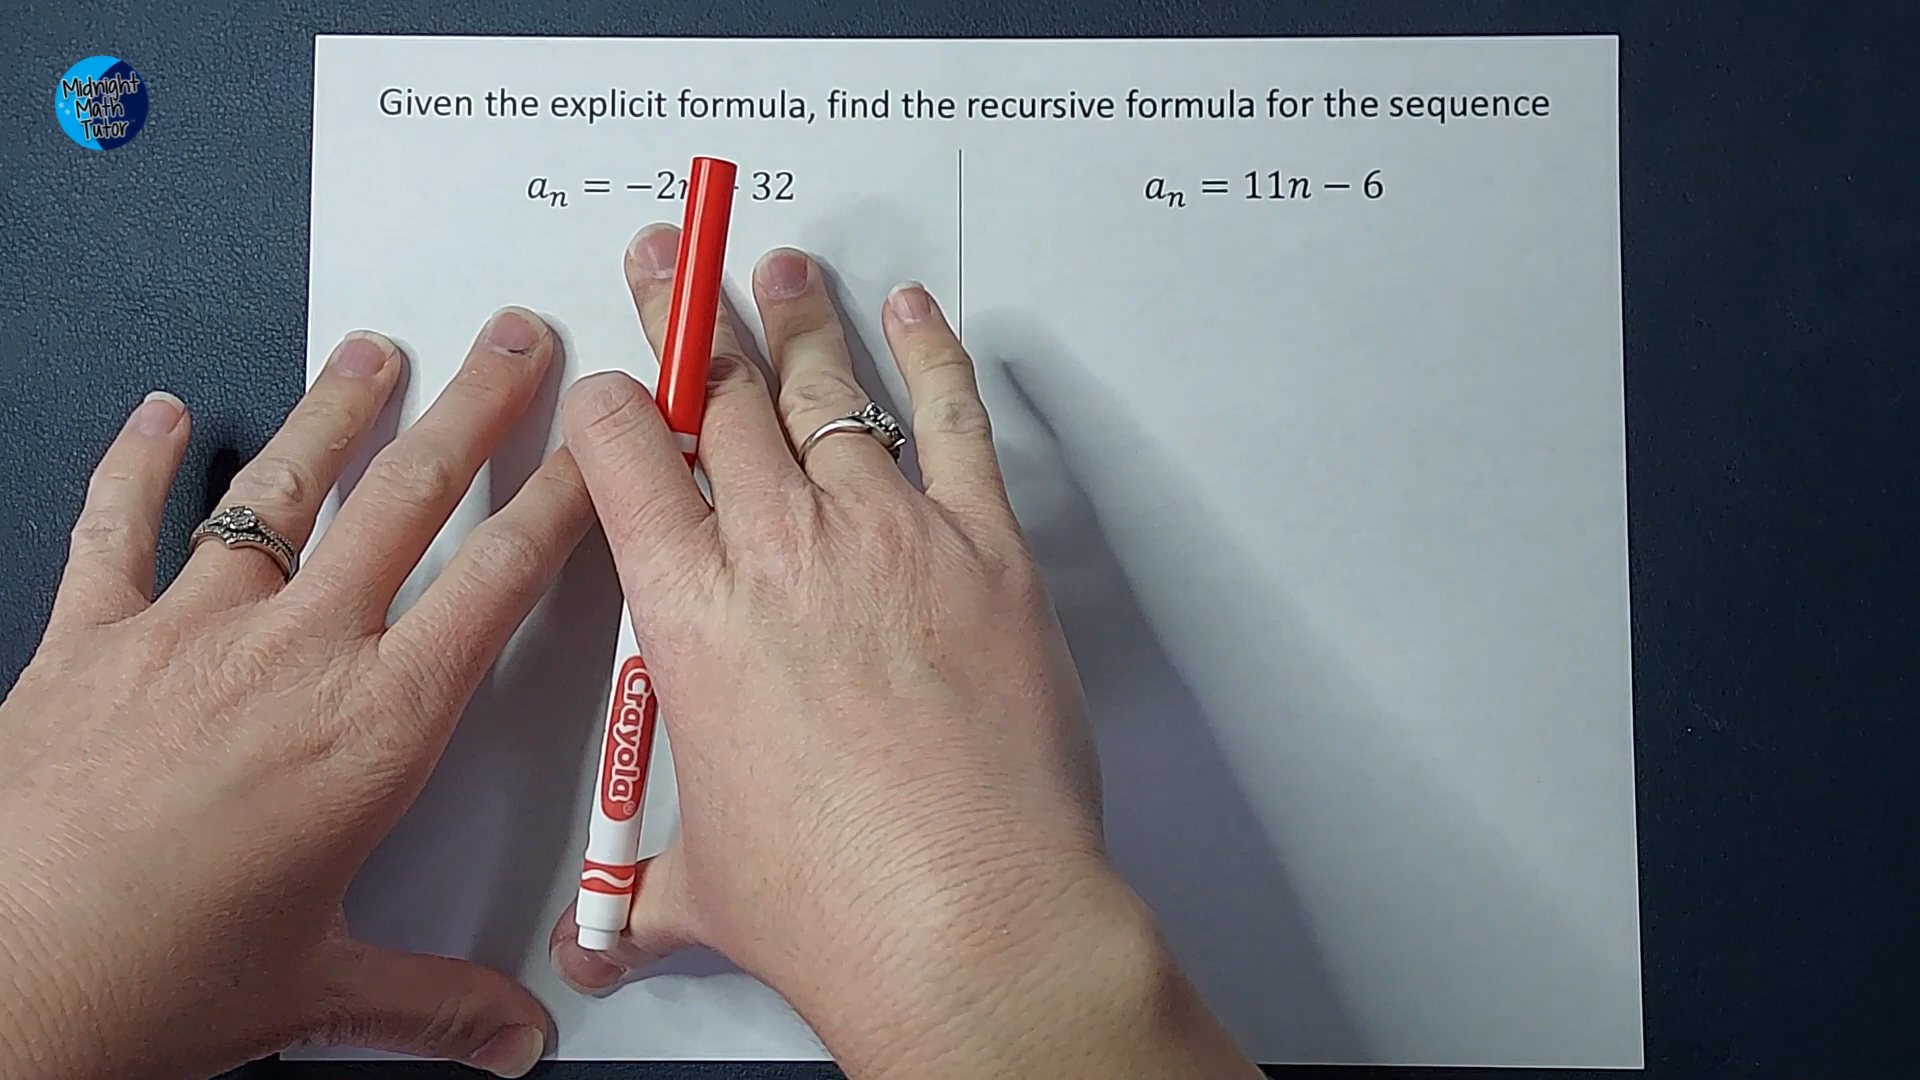 Midnight
Math
Tutor
Given the explicit formula, find the recursive formula for the sequence
aₙ = −2 32
aₙ = 11n − 6
Crayola®